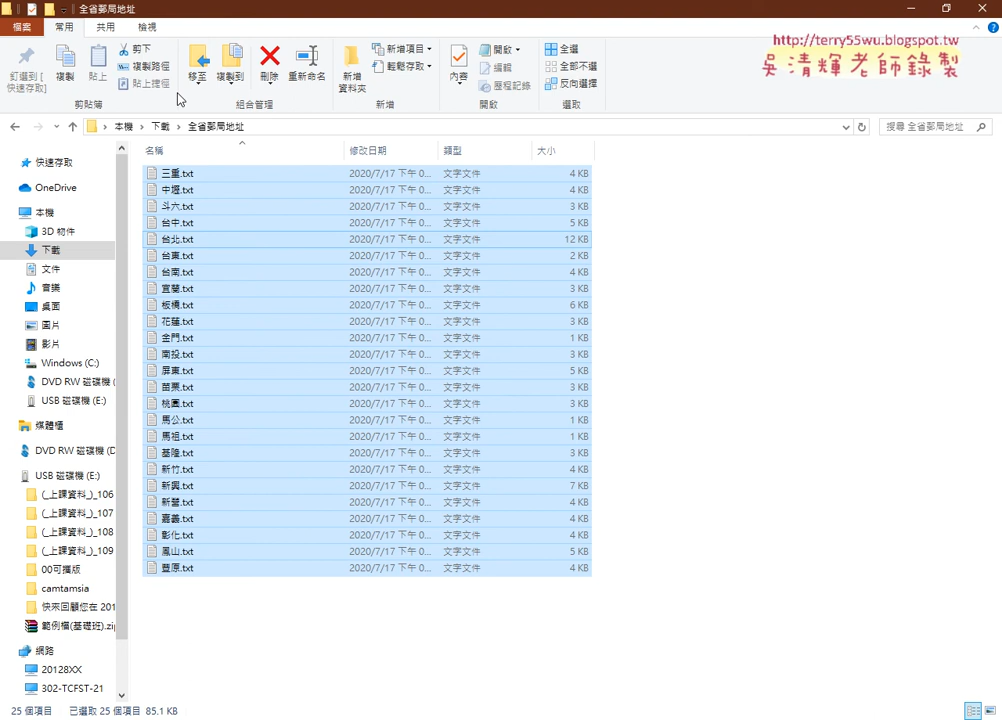 全省郵局地址
檔案 常用 共用 檢視
釘選到 [快速存取] 複製 貼上 剪下 複製路徑 貼上捷徑 移至 複製到 刪除 重新命名 新增資料夾 新增項目 輕鬆存取 內容 開啟 編輯 歷程記錄 全選 全部不選 反向選擇
剪貼簿 組合管理 新增 開啟 選取
http://terry55wu.blogspot.tw
吳清輝老師錄製
本機 > 下載 > 全省郵局地址 搜尋 全省郵局地址
名稱 修改日期 類型 大小
三重.txt 2020/7/17 下午 0... 文字文件 4 KB
中壢.txt 2020/7/17 下午 0... 文字文件 4 KB
斗六.txt 2020/7/17 下午 0... 文字文件 3 KB
台中.txt 2020/7/17 下午 0... 文字文件 5 KB
台北.txt 2020/7/17 下午 0... 文字文件 12 KB
台東.txt 2020/7/17 下午 0... 文字文件 2 KB
台南.txt 2020/7/17 下午 0... 文字文件 4 KB
宜蘭.txt 2020/7/17 下午 0... 文字文件 3 KB
板橋.txt 2020/7/17 下午 0... 文字文件 6 KB
花蓮.txt 2020/7/17 下午 0... 文字文件 3 KB
金門.txt 2020/7/17 下午 0... 文字文件 1 KB
南投.txt 2020/7/17 下午 0... 文字文件 3 KB
屏東.txt 2020/7/17 下午 0... 文字文件 5 KB
苗栗.txt 2020/7/17 下午 0... 文字文件 3 KB
桃園.txt 2020/7/17 下午 0... 文字文件 3 KB
馬公.txt 2020/7/17 下午 0... 文字文件 1 KB
馬祖.txt 2020/7/17 下午 0... 文字文件 1 KB
基隆.txt 2020/7/17 下午 0... 文字文件 3 KB
新竹.txt 2020/7/17 下午 0... 文字文件 4 KB
新興.txt 2020/7/17 下午 0... 文字文件 7 KB
新營.txt 2020/7/17 下午 0... 文字文件 4 KB
嘉義.txt 2020/7/17 下午 0... 文字文件 4 KB
彰化.txt 2020/7/17 下午 0... 文字文件 4 KB
鳳山.txt 2020/7/17 下午 0... 文字文件 5 KB
豐原.txt 2020/7/17 下午 0... 文字文件 4 KB
快速存取
OneDrive
本機
3D 物件
下載
文件
音樂
桌面
圖片
影片
Windows (C:)
DVD RW 磁碟機 (
USB 磁碟機 (E:)
媒體櫃
DVD RW 磁碟機 (D
USB 磁碟機 (E:)
(_上課資料_)_106
(_上課資料_)_107
(_上課資料_)_108
(_上課資料_)_109
00可攜版
camtamsia
快來回顧您在 201
範例檔(基礎班).zip
網路
20128XX
302-TCFST-21
25 個項目 已選取 25 個項目 85.1 KB